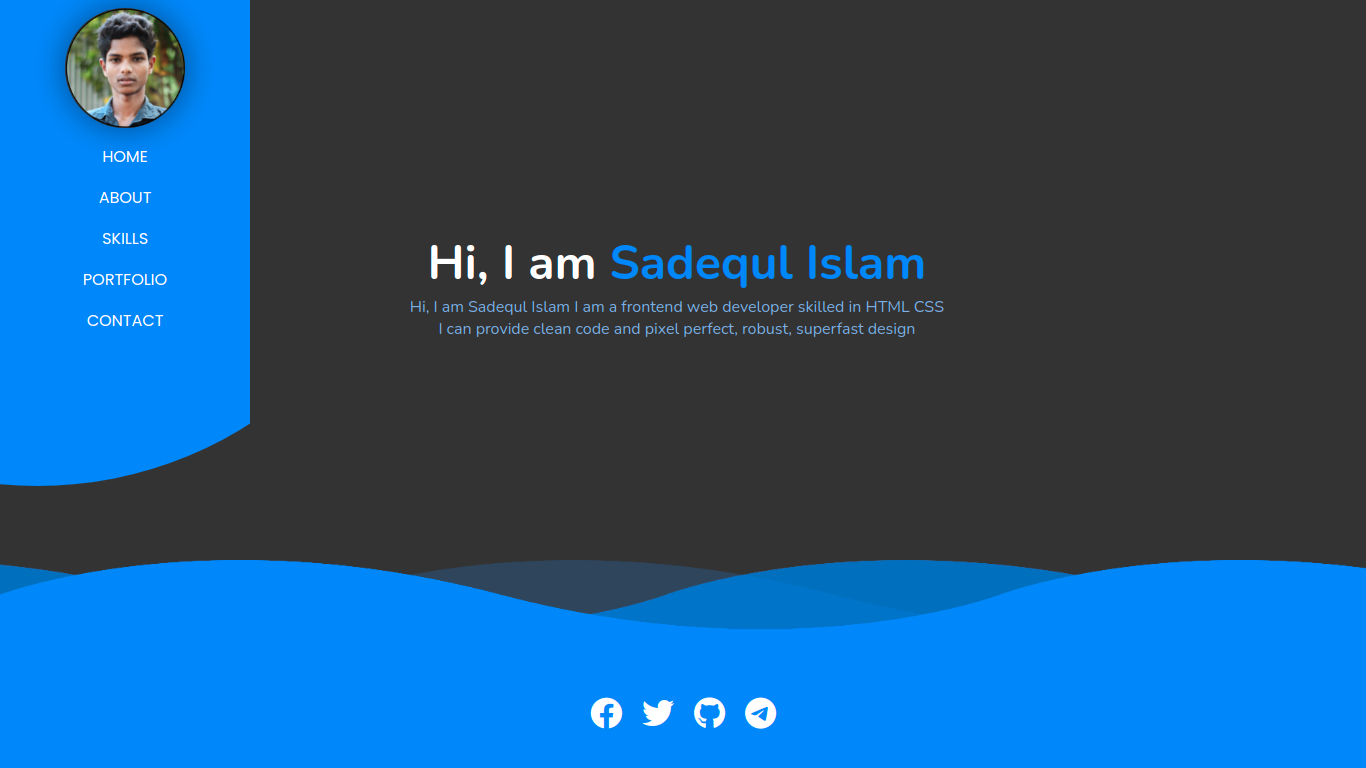 HOME
ABOUT
SKILLS
PORTFOLIO
CONTACT
Hi, I am Sadequl Islam
Hi, I am Sadequl Islam I am a frontend web developer skilled in HTML CSS
I can provide clean code and pixel perfect, robust, superfast design